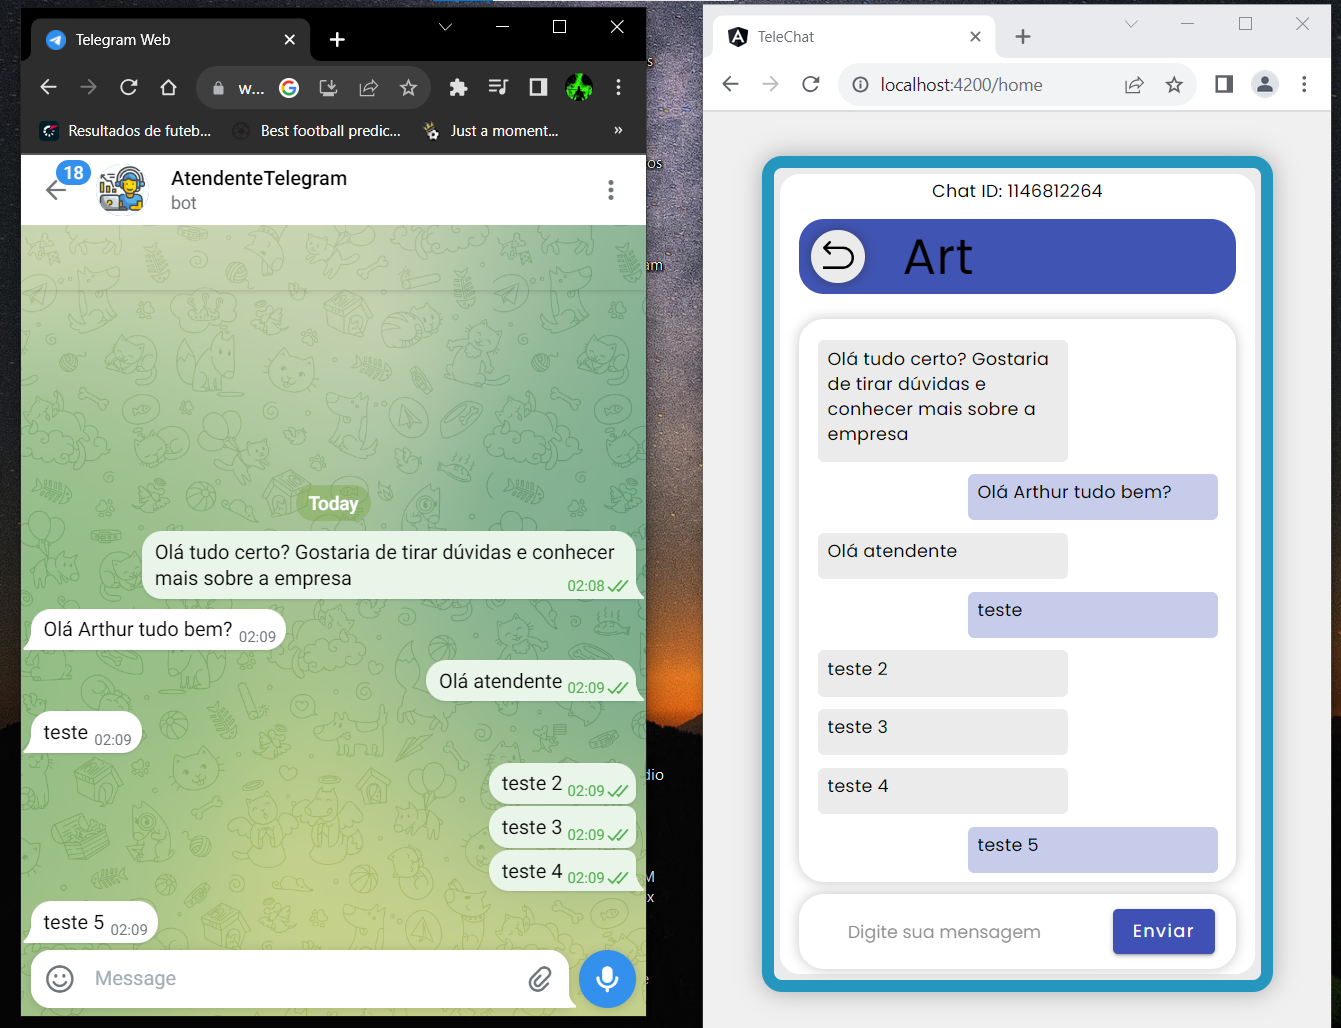 Telegram Web
w...
Resultados de futeb...
Best football predic...
Just a moment...
»
18
AtendenteTelegram
bot
Today
Olá tudo certo? Gostaria de tirar dúvidas e conhecer
mais sobre a empresa
02:08
Olá Arthur tudo bem? 02:09
Olá atendente 02:09
teste 02:09
teste 2 02:09
teste 3 02:09
teste 4 02:09
teste 5 02:09
Message
TeleChat
localhost:4200/home
Chat ID: 1146812264
Art
Olá tudo certo? Gostaria
de tirar dúvidas e
conhecer mais sobre a
empresa
Olá Arthur tudo bem?
Olá atendente
teste
teste 2
teste 3
teste 4
teste 5
Digite sua mensagem
Enviar